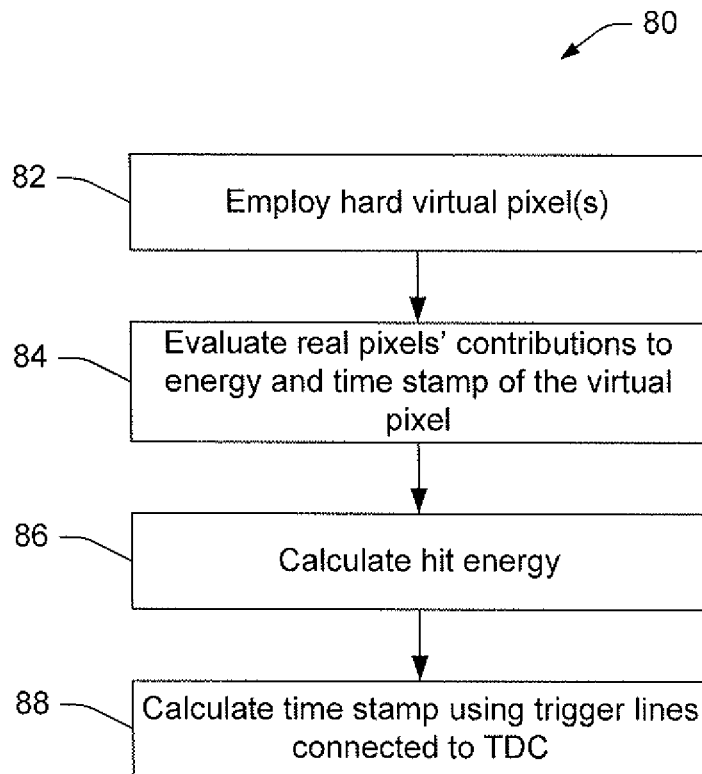 80
82
Employ hard virtual pixel(s)
84
Evaluate real pixels' contributions to
energy and time stamp of the virtual
pixel
86
Calculate hit energy
88
Calculate time stamp using trigger lines
connected to TDC